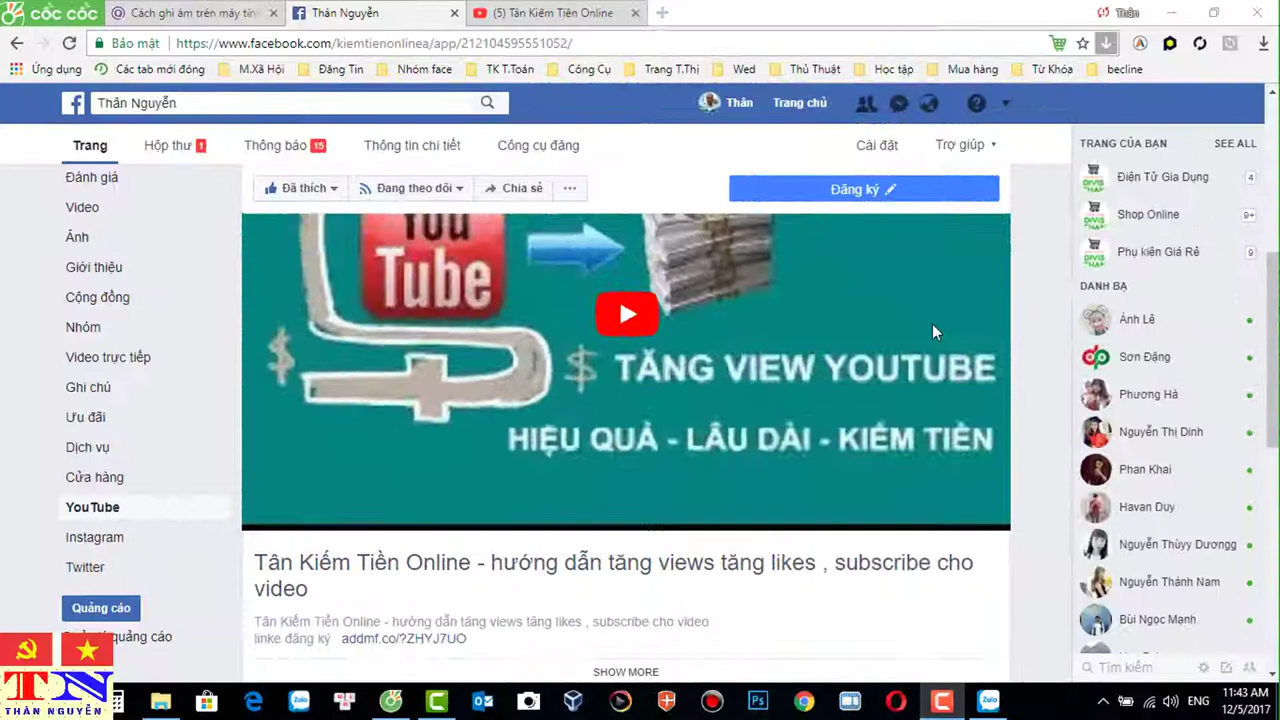 cốc cốc
Cách ghi âm trên máy tín
Thân Nguyễn
(5) Tân Kiếm Tiền Online
Thân
Bảo mật
https://www.facebook.com/kiemtienonlinea/app/212104595551052/
Ứng dụng
Các tab mới đóng
M.Xã Hội
Đăng Tin
Nhóm face
TK T.Toán
Công Cụ
Trang T.Thị
Wed
Thủ Thuật
Học tập
Mua hàng
Từ Khóa
becline
Thân Nguyễn
Thân
Trang chủ
Trang
Hộp thư 1
Thông báo 15
Thông tin chi tiết
Công cụ đăng
Cài đặt
Trợ giúp
Đánh giá
Video
Ảnh
Giới thiệu
Cộng đồng
Nhóm
Video trực tiếp
Ghi chú
Ưu đãi
Dịch vụ
Cửa hàng
YouTube
Instagram
Twitter
Quảng cáo
quảng cáo
Đã thích
Đang theo dõi
Chia sẻ
Đăng ký
You
Tube
$ $ TĂNG VIEW YOUTUBE
HIỆU QUẢ - LÂU DÀI - KIẾM TIỀN
Tân Kiếm Tiền Online - hướng dẫn tăng views tăng likes , subscribe cho
video
Tân Kiếm Tiền Online - hướng dẫn tăng views tăng likes , subscribe cho video
linke đăng ký addmf.co/?ZHYJ7UO
SHOW MORE
TRANG CỦA BẠN
SEE ALL
Điện Tử Gia Dụng 4
Shop Online 9+
Phụ kiện Giá Rẻ 9
DANH BẠ
Ánh Lê
Sơn Đặng
Phương Hà
Nguyễn Thị Dinh
Phan Khai
Havan Duy
Nguyễn Thùyy Dươngg
Nguyễn Thánh Nam
Bùi Ngọc Mạnh
Tìm kiếm
TN
THÂN NGUYỄN
Zalo
Ps
Zalo
ENG
11:43 AM
12/5/2017